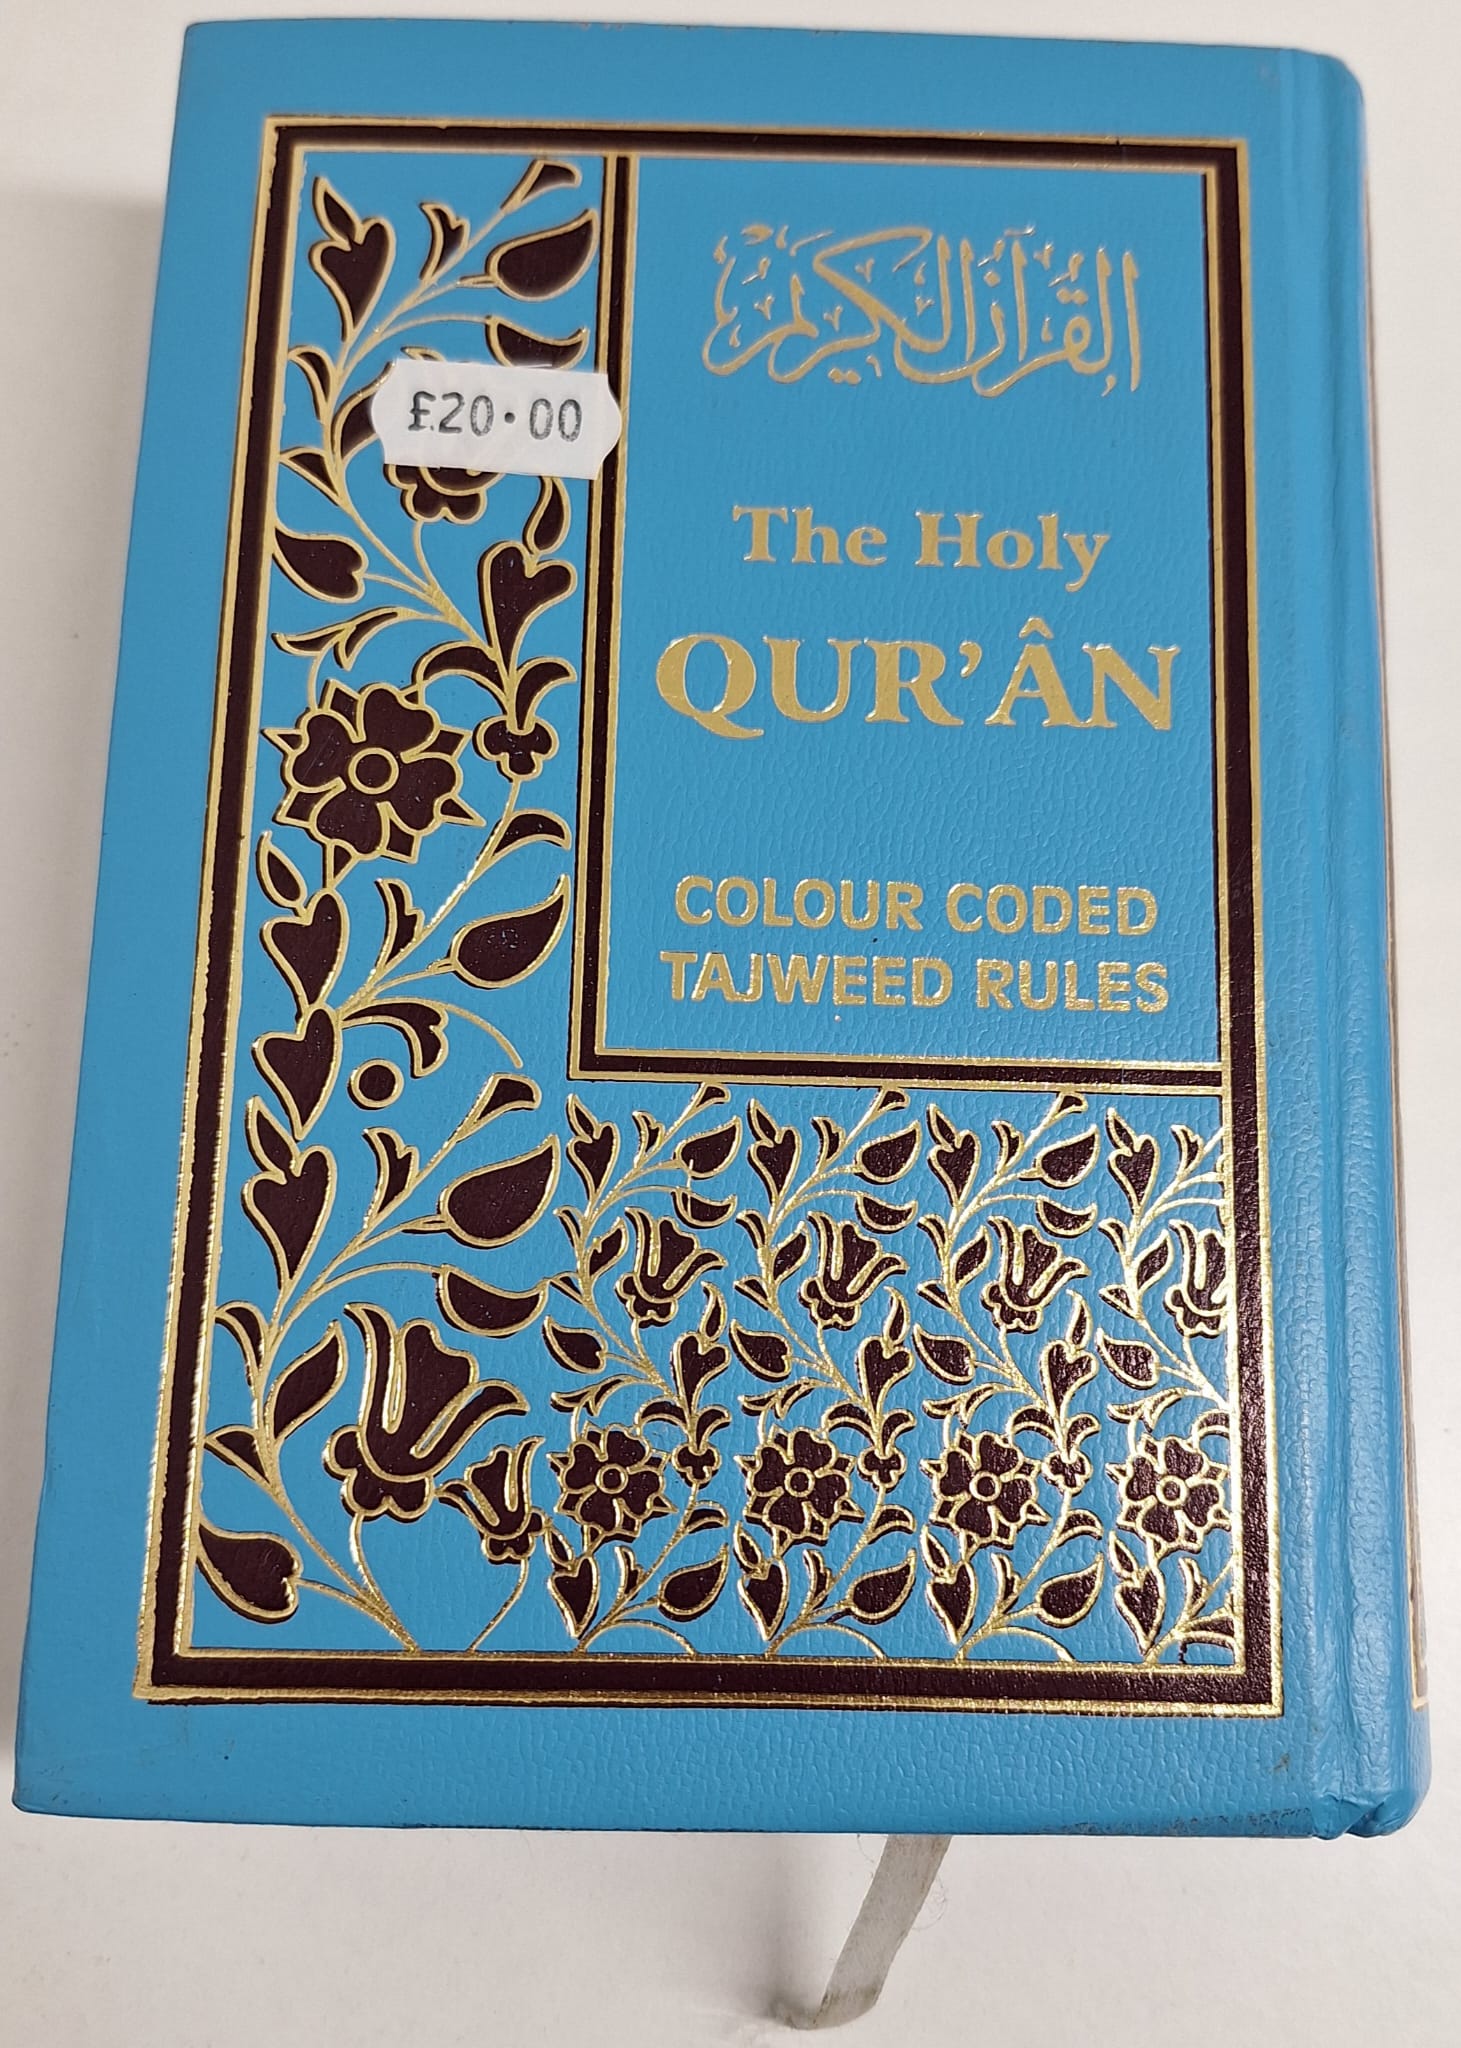 القرآن الكريم
£20.00
The Holy
QUR'ÂN
COLOUR CODED
TAJWEED RULES